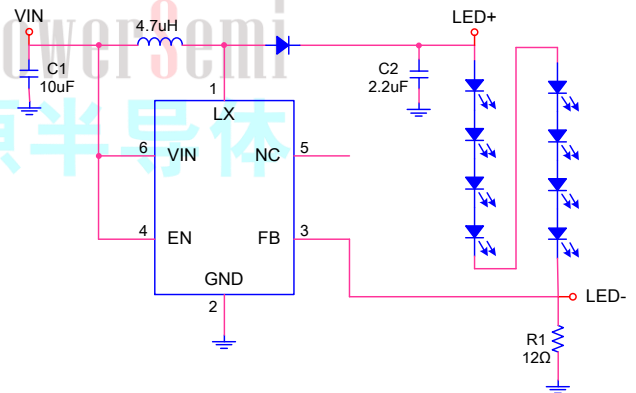 ower3emi
源半导体
VIN
4.7uH
LED+
C1
10uF
C2
2.2uF
1
LX
6
VIN
NC
5
4
EN
FB
3
GND
2
LED-
R1
12Ω